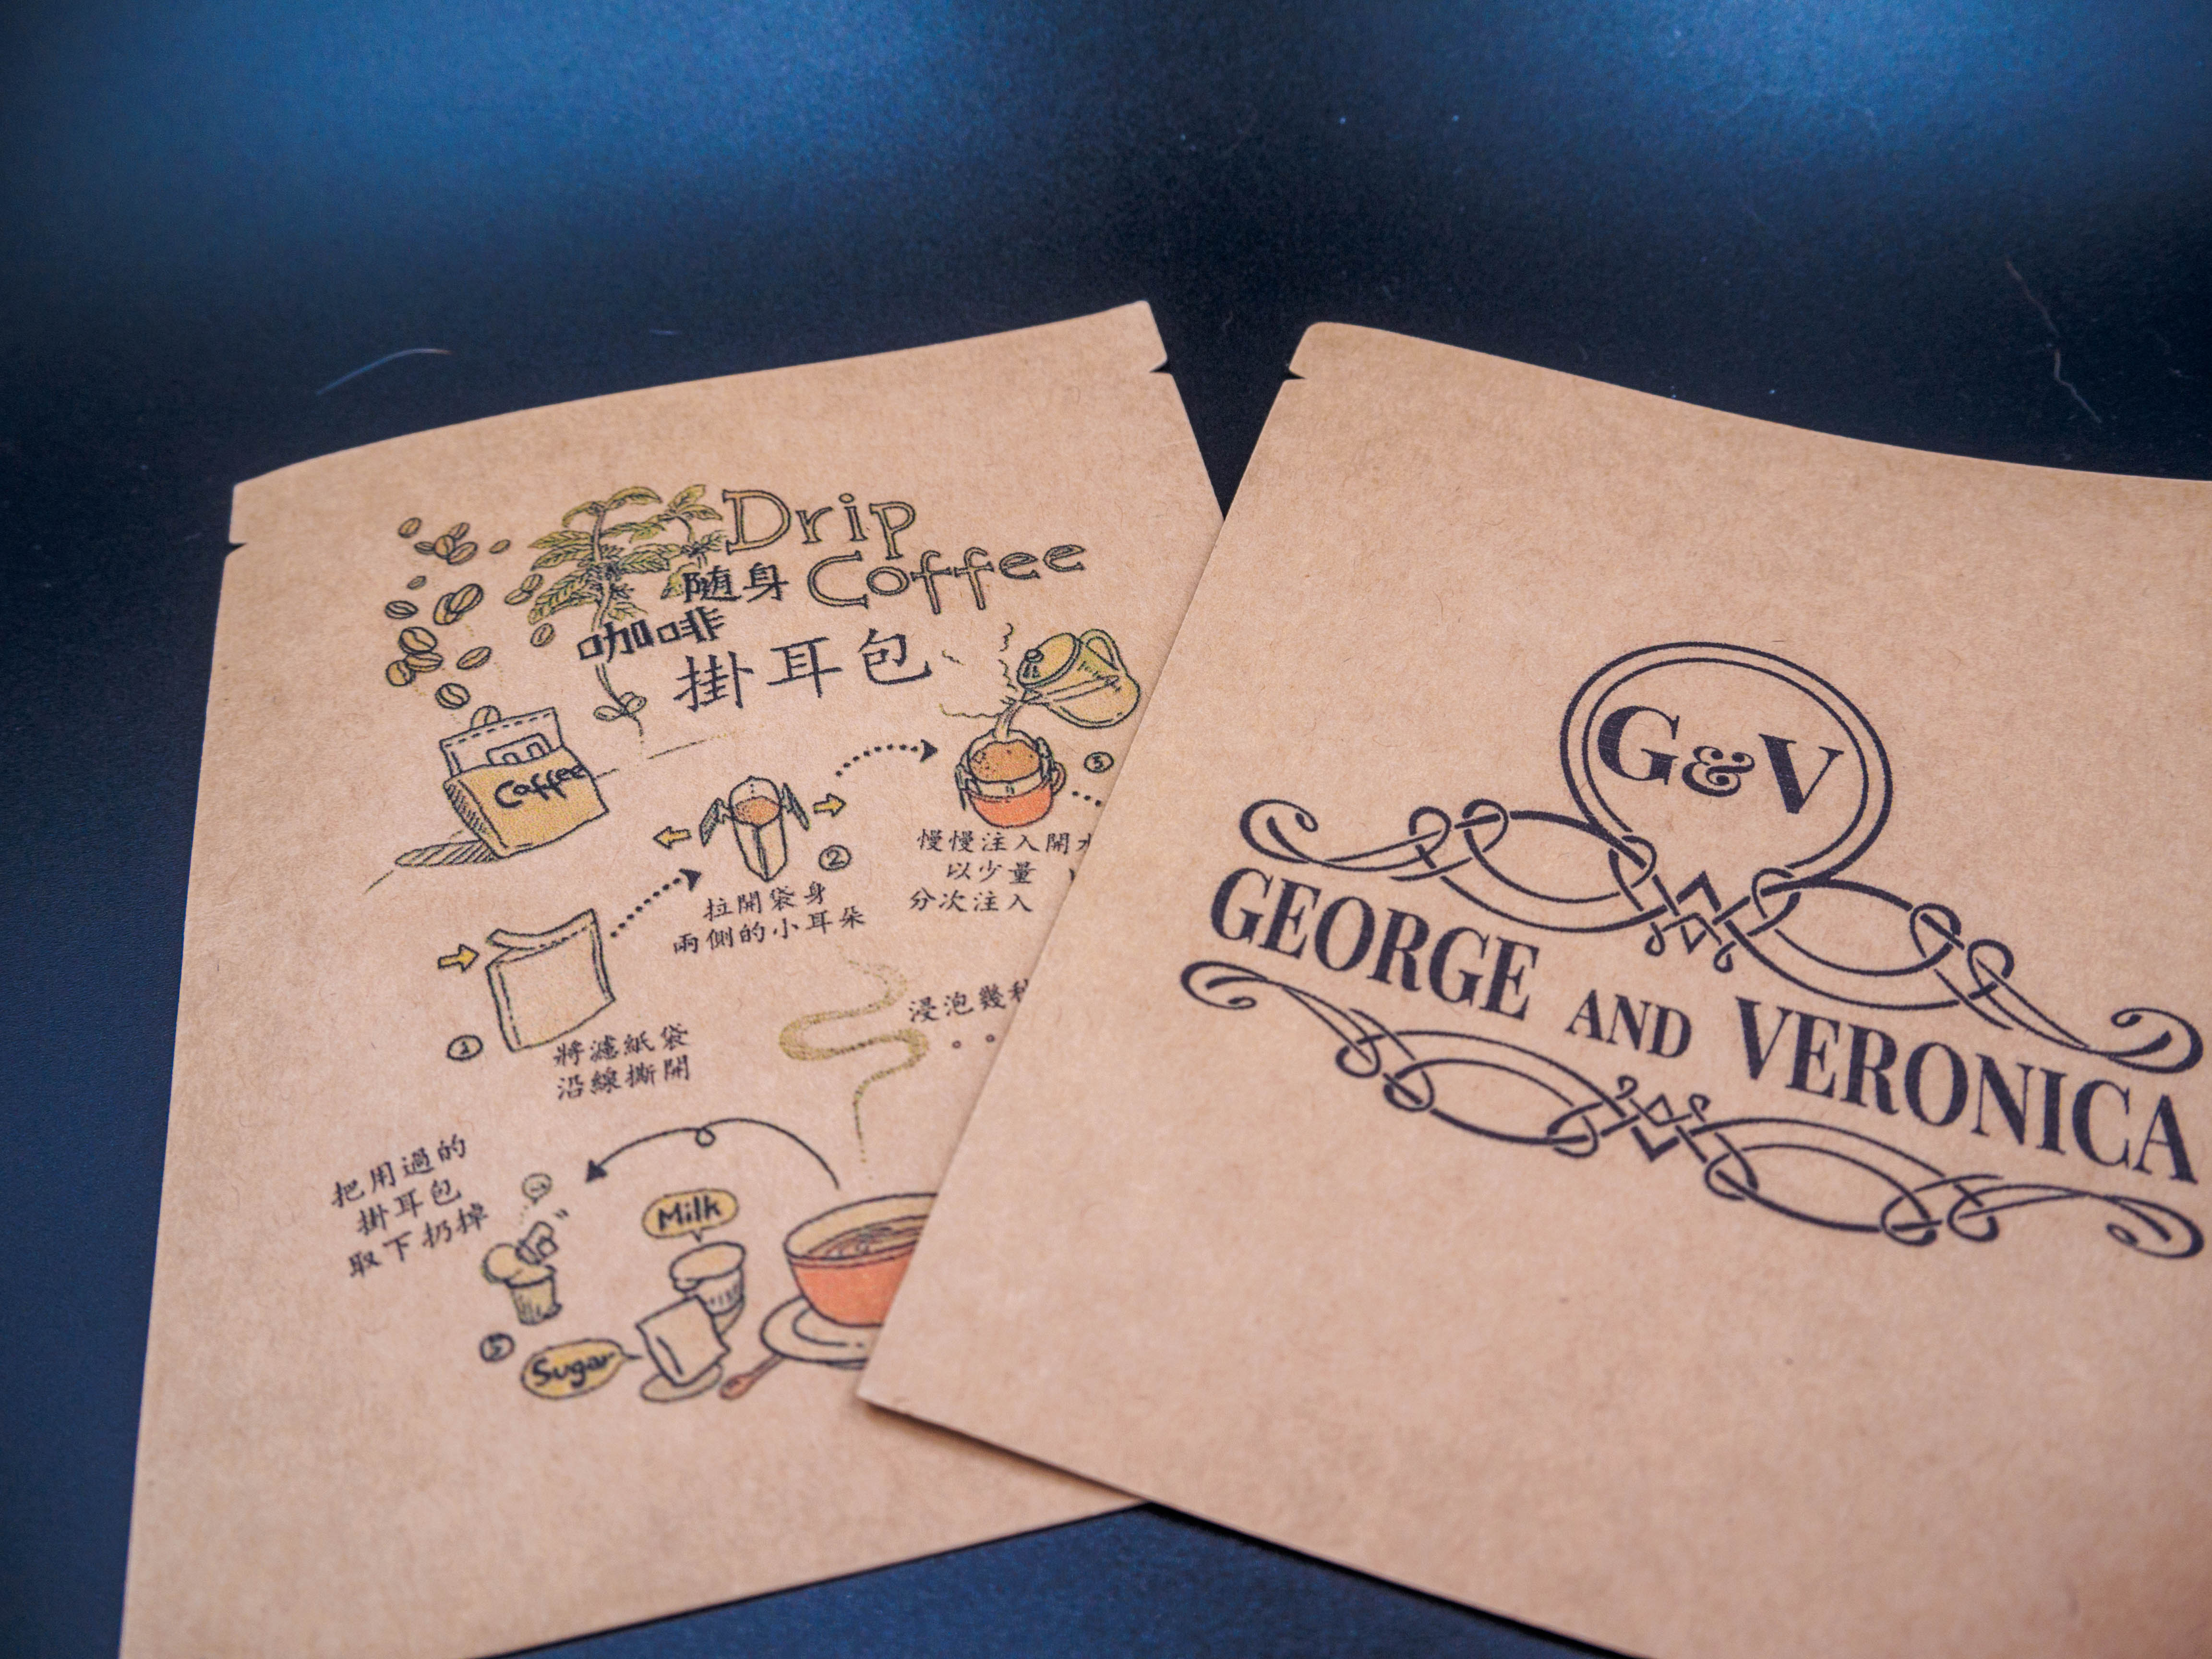 Drip
随身 Coffee
咖啡
掛耳包
Coffee
②
拉開袋身
兩側的小耳朵
慢慢注入開
以少量
分次注入
①
將濾紙袋
沿線撕開
浸泡幾
把用過的
掛耳包
取下扔掉
Milk
Sugar
G&V
GEORGE AND VERONICA